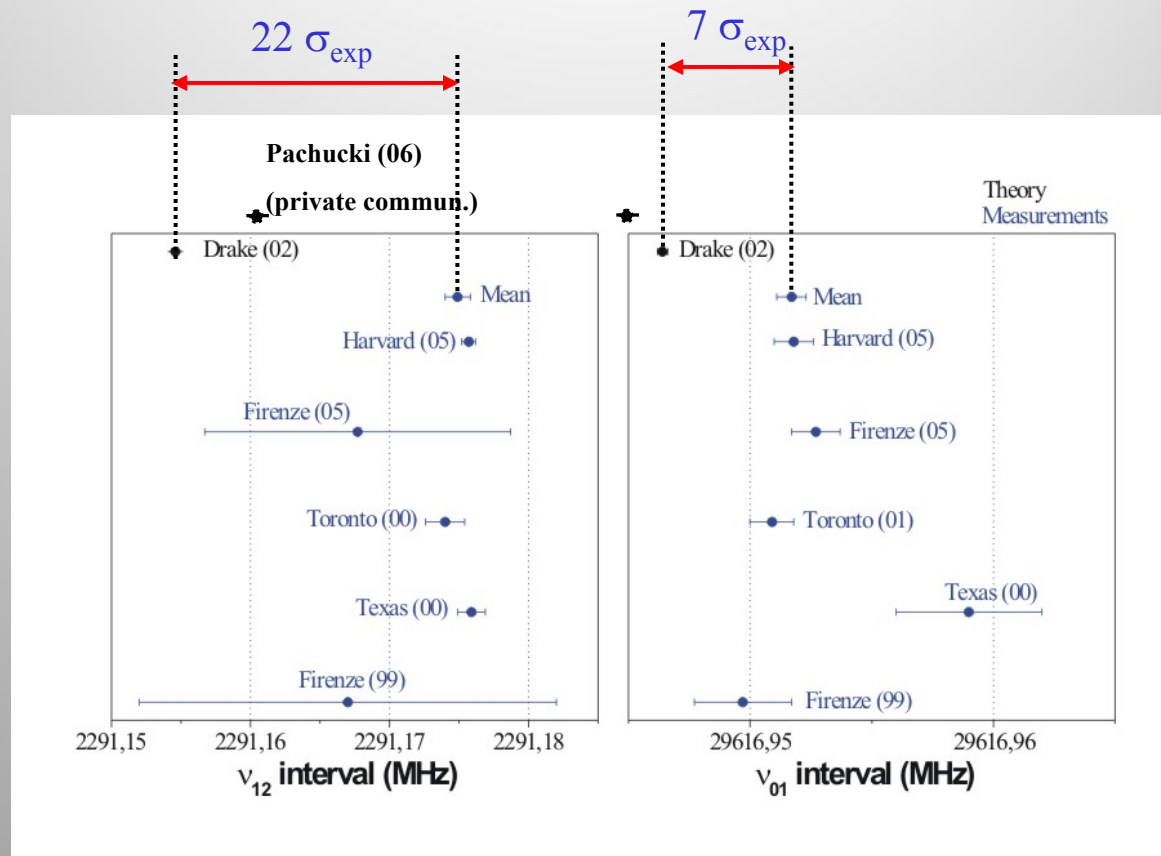 22 σexp
7 σexp
Pachucki (06)
(private commun.)
Theory
Measurements
Drake (02)
Mean
Harvard (05)
Firenze (05)
Toronto (00)
Texas (00)
Firenze (99)
2291,15 2291,16 2291,17 2291,18
ν12 interval (MHz)
Drake (02)
Mean
Harvard (05)
Firenze (05)
Toronto (01)
Texas (00)
Firenze (99)
29616,95 29616,96
ν01 interval (MHz)